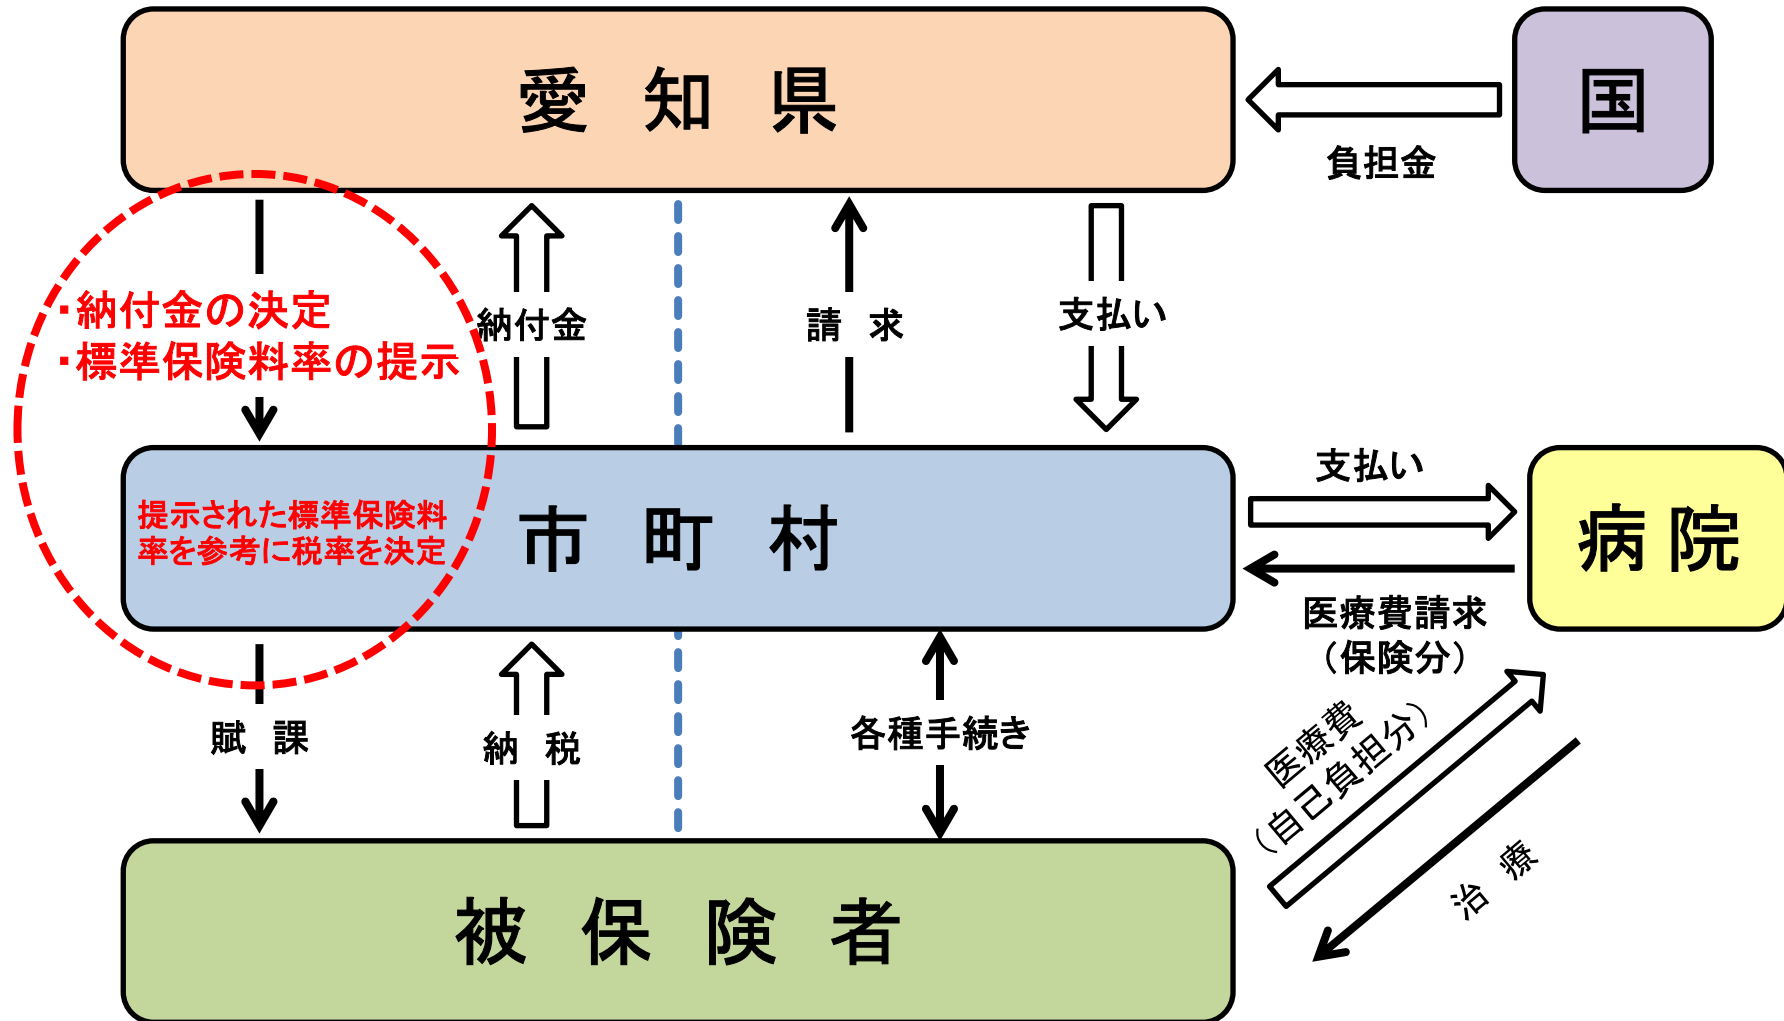 愛知県
国
負担金
・納付金の決定
・標準保険料率の提示
納付金
請求
支払い
提示された標準保険料
率を参考に税率を決定
市町村
支払い
病院
医療費請求
（保険分）
賦課
納税
各種手続き
医療費
（自己負担分）
治療
被保険者